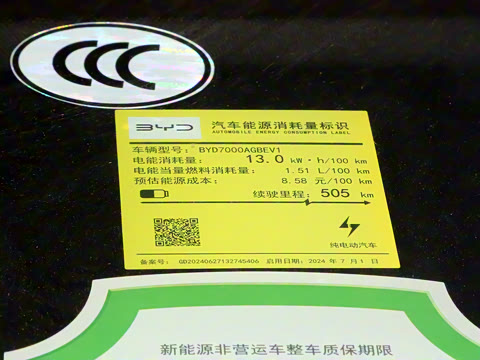 CCC
BYD 汽车能源消耗量标识
AUTOMOBILE ENERGY CONSUMPTION LABEL
车辆型号: BYD7000AGBEV1
电能消耗量: 13.0 kW·h/100 km
电能当量燃料消耗量: 1.51 L/100 km
预估能源成本: 8.58 元/100 km
续驶里程: 505 km
纯电动汽车
备案号: GD20240627132745406 启用日期: 2024 年 7 月 1 日
新能源非营运车整车质保期限